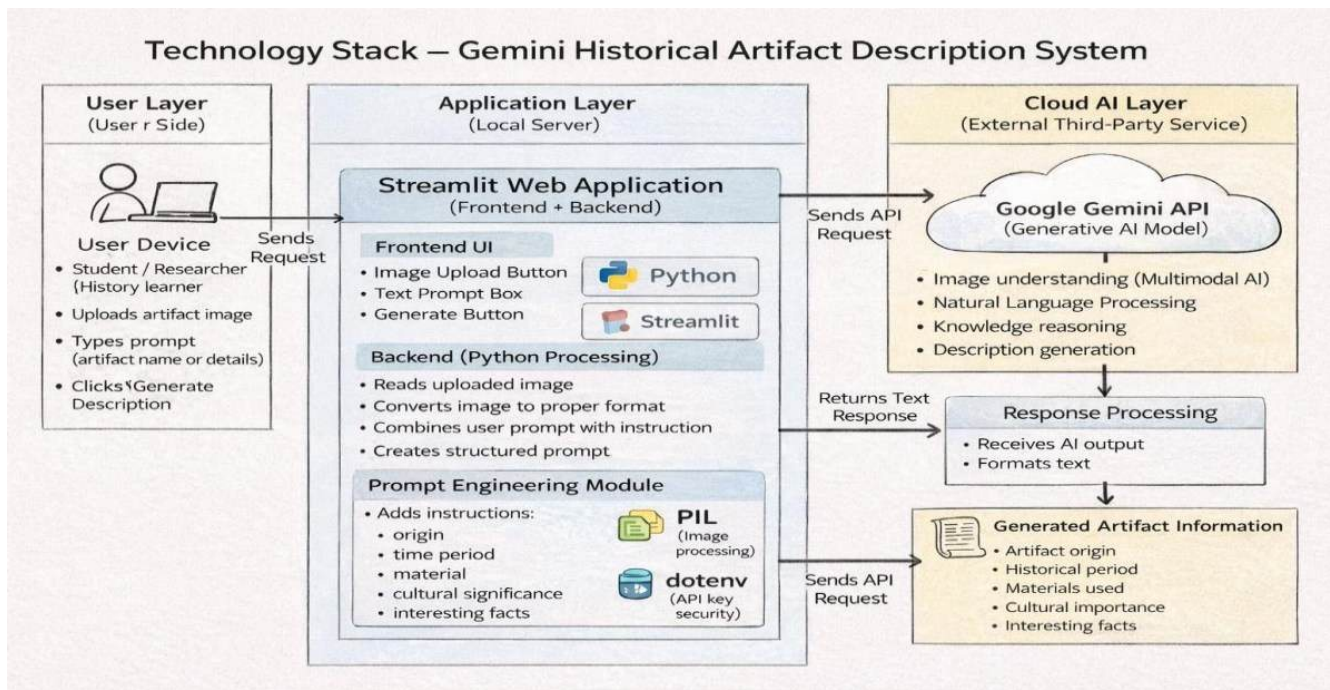 Technology Stack — Gemini Historical Artifact Description System
User Layer
(User r Side)
User Device
• Student / Researcher
(History learner
• Uploads artifact image
• Types prompt
(artifact name or details)
• Clicks ‛Generate
Description
Sends
Request
Application Layer
(Local Server)
Streamlit Web Application
(Frontend + Backend)
Frontend UI
• Image Upload Button
• Text Prompt Box
• Generate Button
Python
Streamlit
Backend (Python Processing)
• Reads uploaded image
• Converts image to proper format
• Combines user prompt with instruction
• Creates structured prompt
Prompt Engineering Module
• Adds instructions:
• origin
• time period
• material
• cultural significance
• interesting facts
PIL
(Image
processing)
dotenv
(API key
security)
Sends API
Request
Returns Text
Response
Sends API
Request
Cloud AI Layer
(External Third-Party Service)
Google Gemini API
(Generative AI Model)
• Image understanding (Multimodal AI)
• Natural Language Processing
• Knowledge reasoning
• Description generation
Response Processing
• Receives AI output
• Formats text
Generated Artifact Information
• Artifact origin
• Historical period
• Materials used
• Cultural importance
• Interesting facts